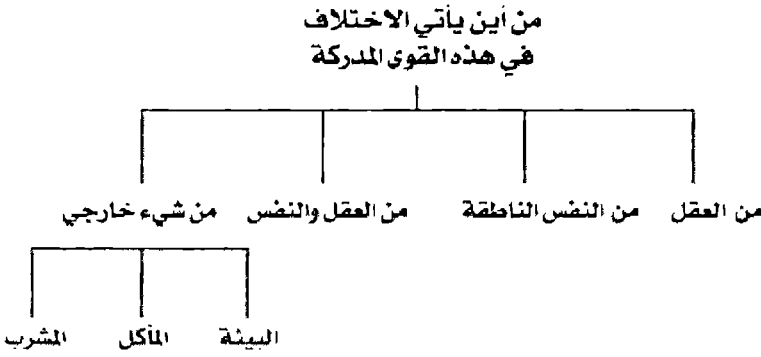 من أين يأتي الاختلاف
في هذه القوى المدركة
من العقل من النفس الناطقة من العقل والنفس من شيء خارجي
البيئة المأكل المشرب